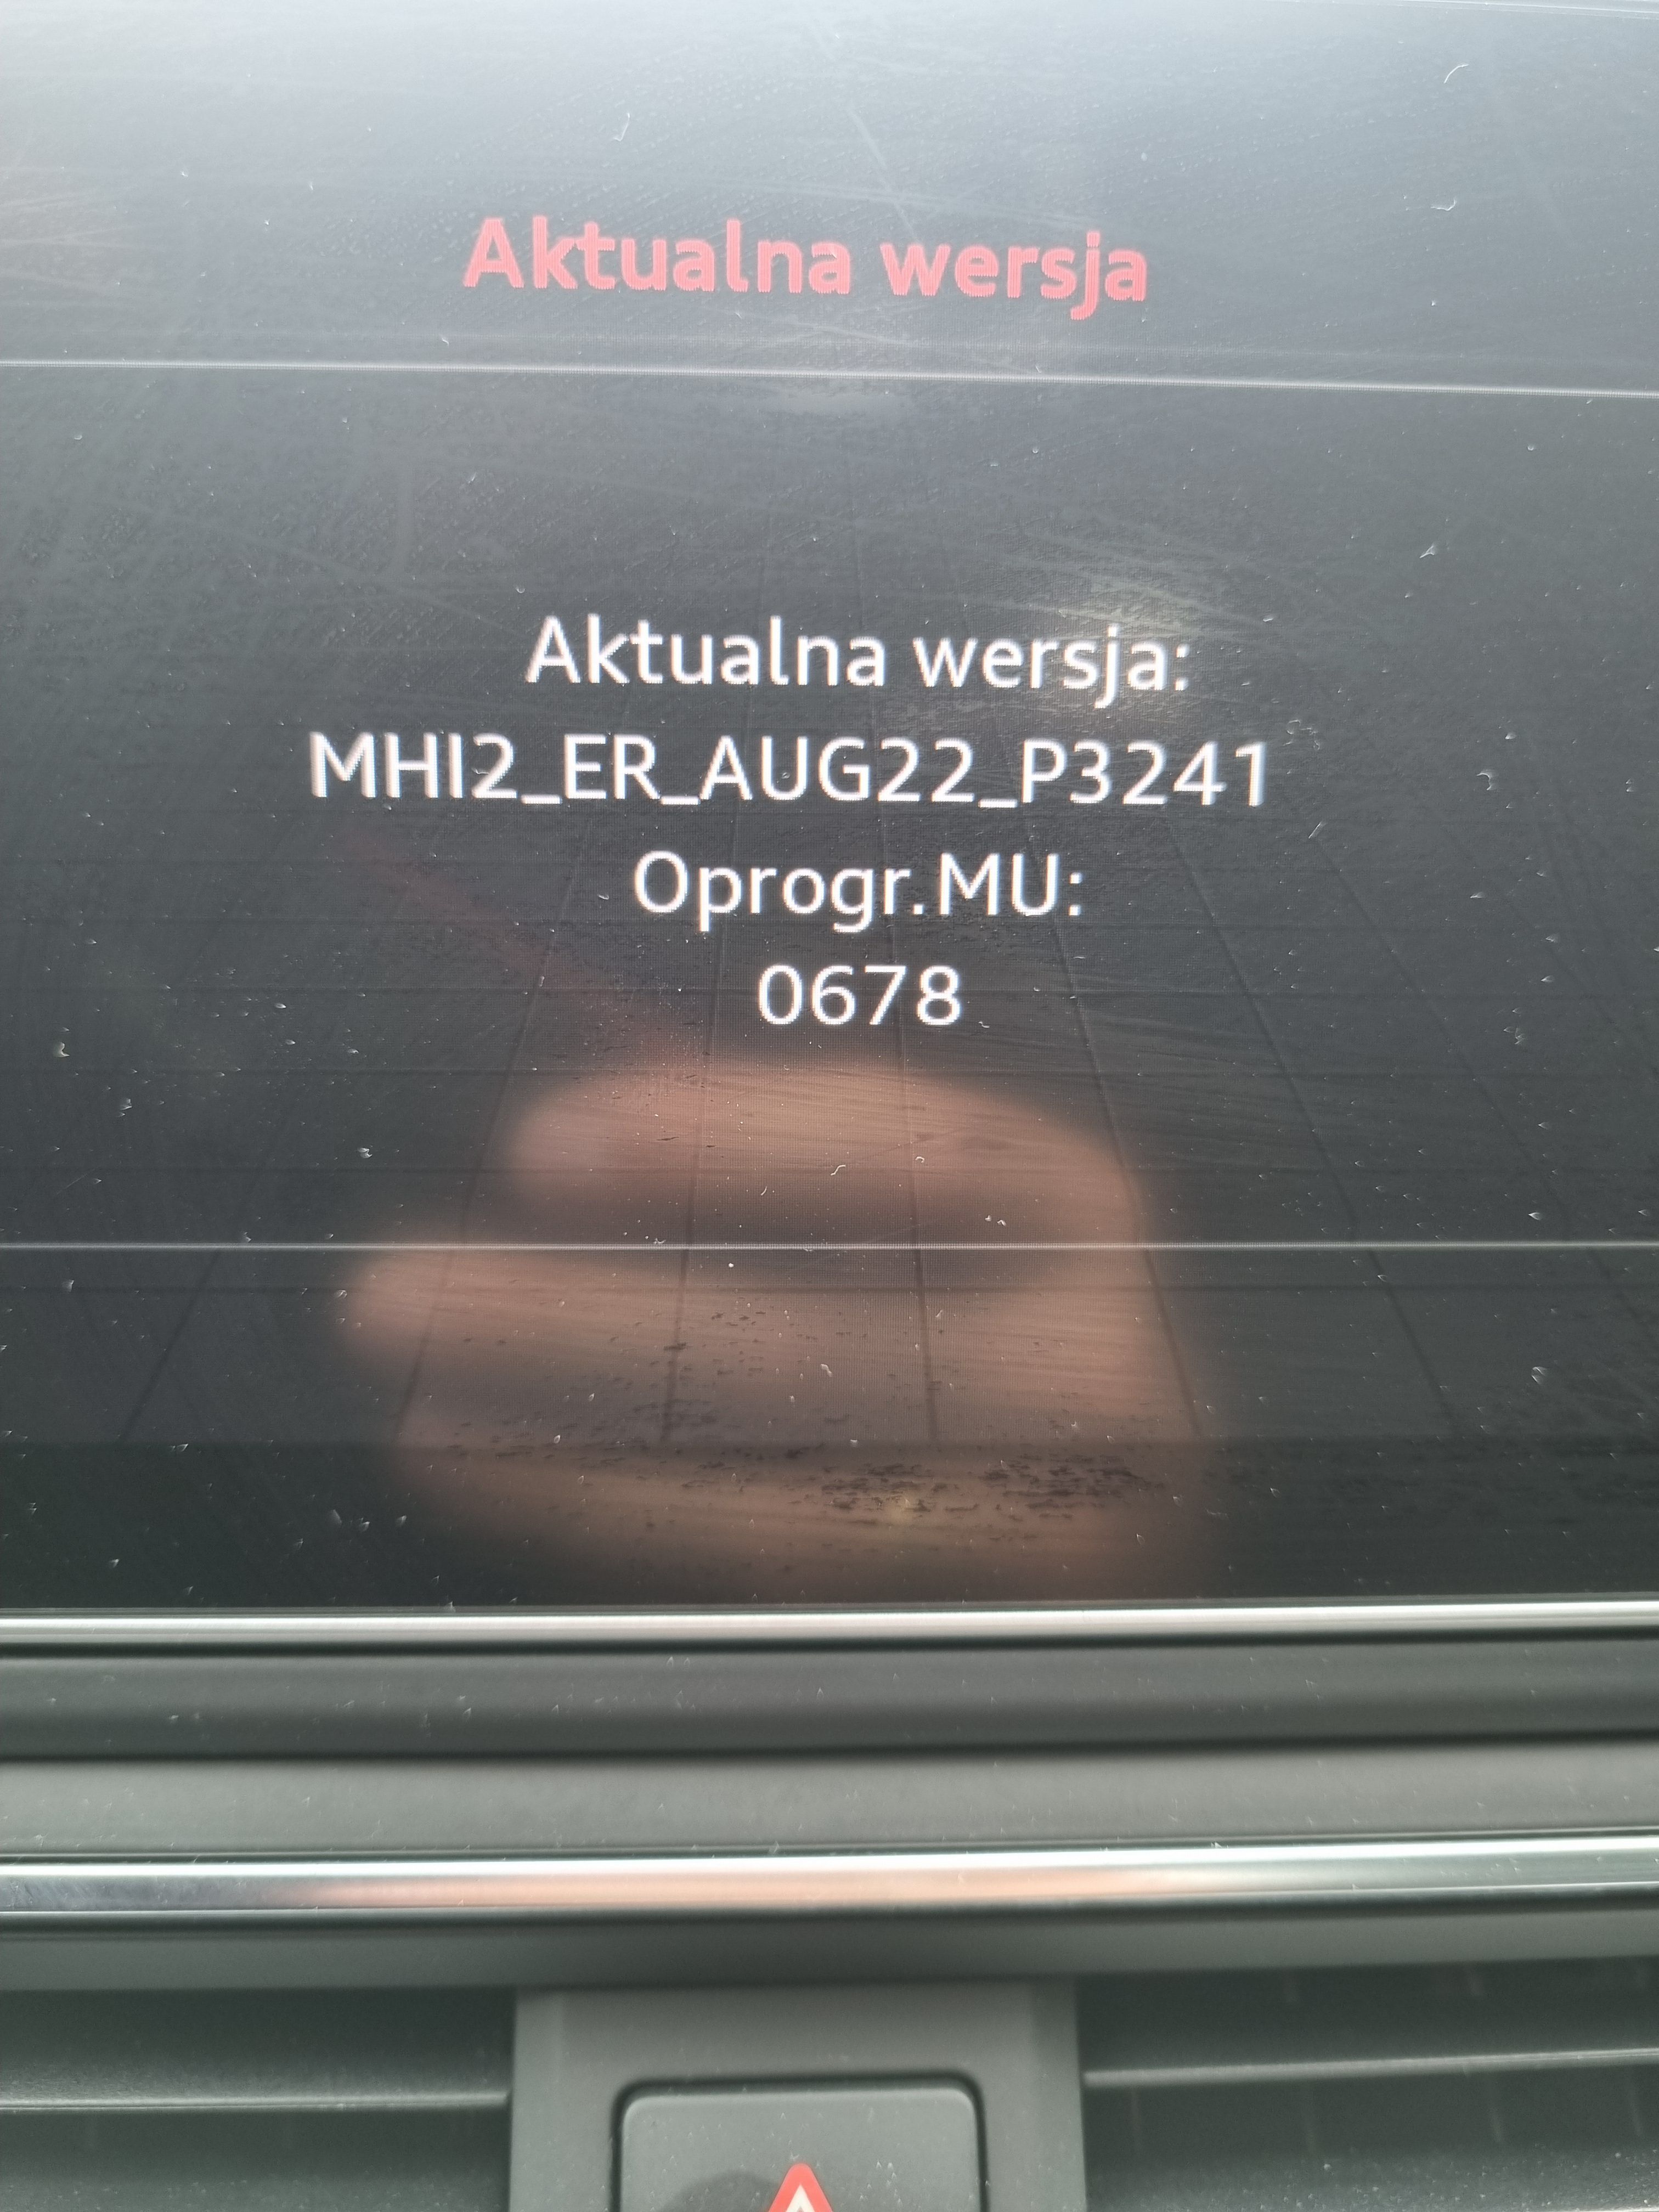 Aktualna wersja
Aktualna wersja:
MHI2_ER_AUG22_P3241
Oprogr.MU:
0678